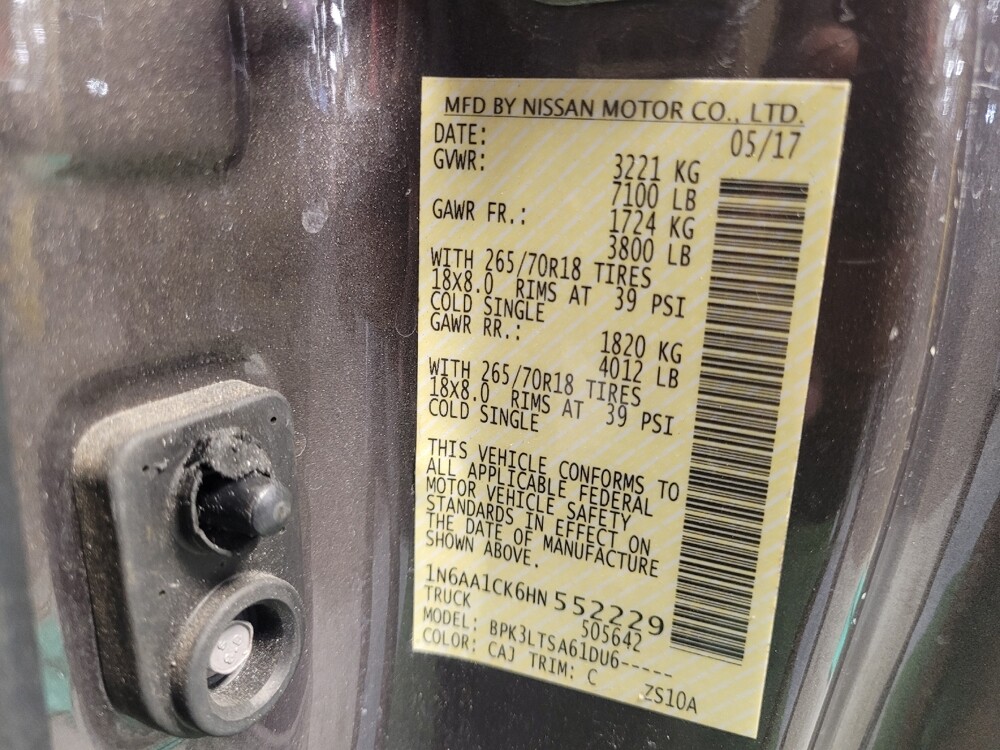 MFD BY NISSAN MOTOR CO., LTD.
DATE: 05/17
GVWR: 3221 KG
7100 LB
GAWR FR.: 1724 KG
3800 LB
WITH 265/70R18 TIRES
18X8.0 RIMS AT 39 PSI
COLD SINGLE
GAWR RR.: 1820 KG
4012 LB
WITH 265/70R18 TIRES
18X8.0 RIMS AT 39 PSI
COLD SINGLE
THIS VEHICLE CONFORMS TO
ALL APPLICABLE FEDERAL
MOTOR VEHICLE SAFETY
STANDARDS IN EFFECT ON
THE DATE OF MANUFACTURE
SHOWN ABOVE.
1N6AA1CK6HN552229
TRUCK 505642
MODEL: BPK3LTSA61DU6----
COLOR: CAJ TRIM: C ZS10A